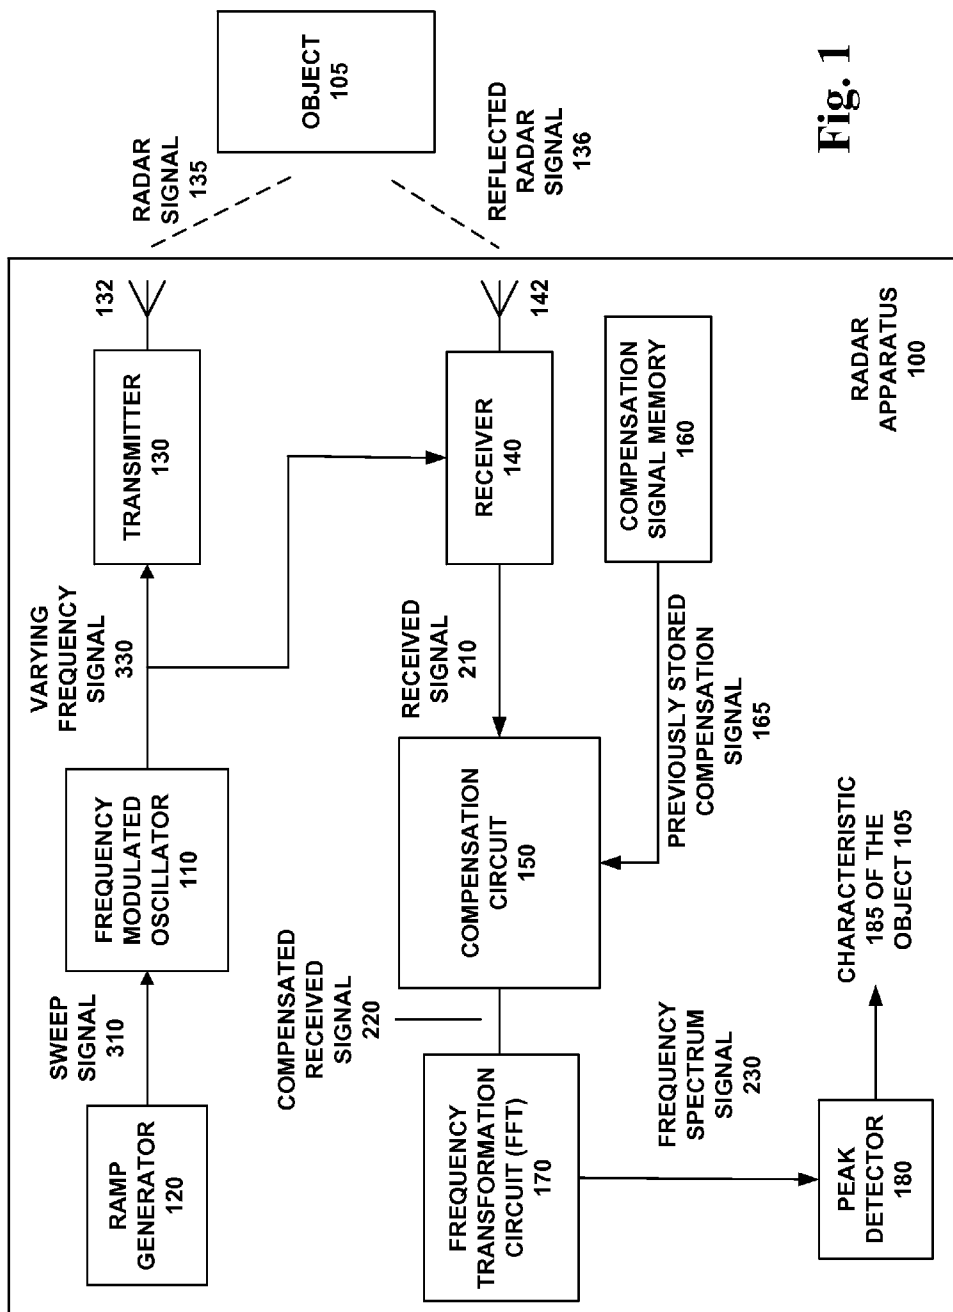 RAMP
GENERATOR
120
SWEEP
SIGNAL
310
FREQUENCY
MODULATED
OSCILLATOR
110
VARYING
FREQUENCY
SIGNAL
330
TRANSMITTER
130
132
RADAR
SIGNAL
135
OBJECT
105
REFLECTED
RADAR
SIGNAL
136
142
RECEIVER
140
RECEIVED
SIGNAL
210
COMPENSATION
SIGNAL MEMORY
160
PREVIOUSLY STORED
COMPENSATION
SIGNAL
165
COMPENSATION
CIRCUIT
150
COMPENSATED
RECEIVED
SIGNAL
220
FREQUENCY
TRANSFORMATION
CIRCUIT (FFT)
170
FREQUENCY
SPECTRUM
SIGNAL
230
PEAK
DETECTOR
180
CHARACTERISTIC
185 OF THE
OBJECT 105
RADAR
APPARATUS
100
Fig. 1